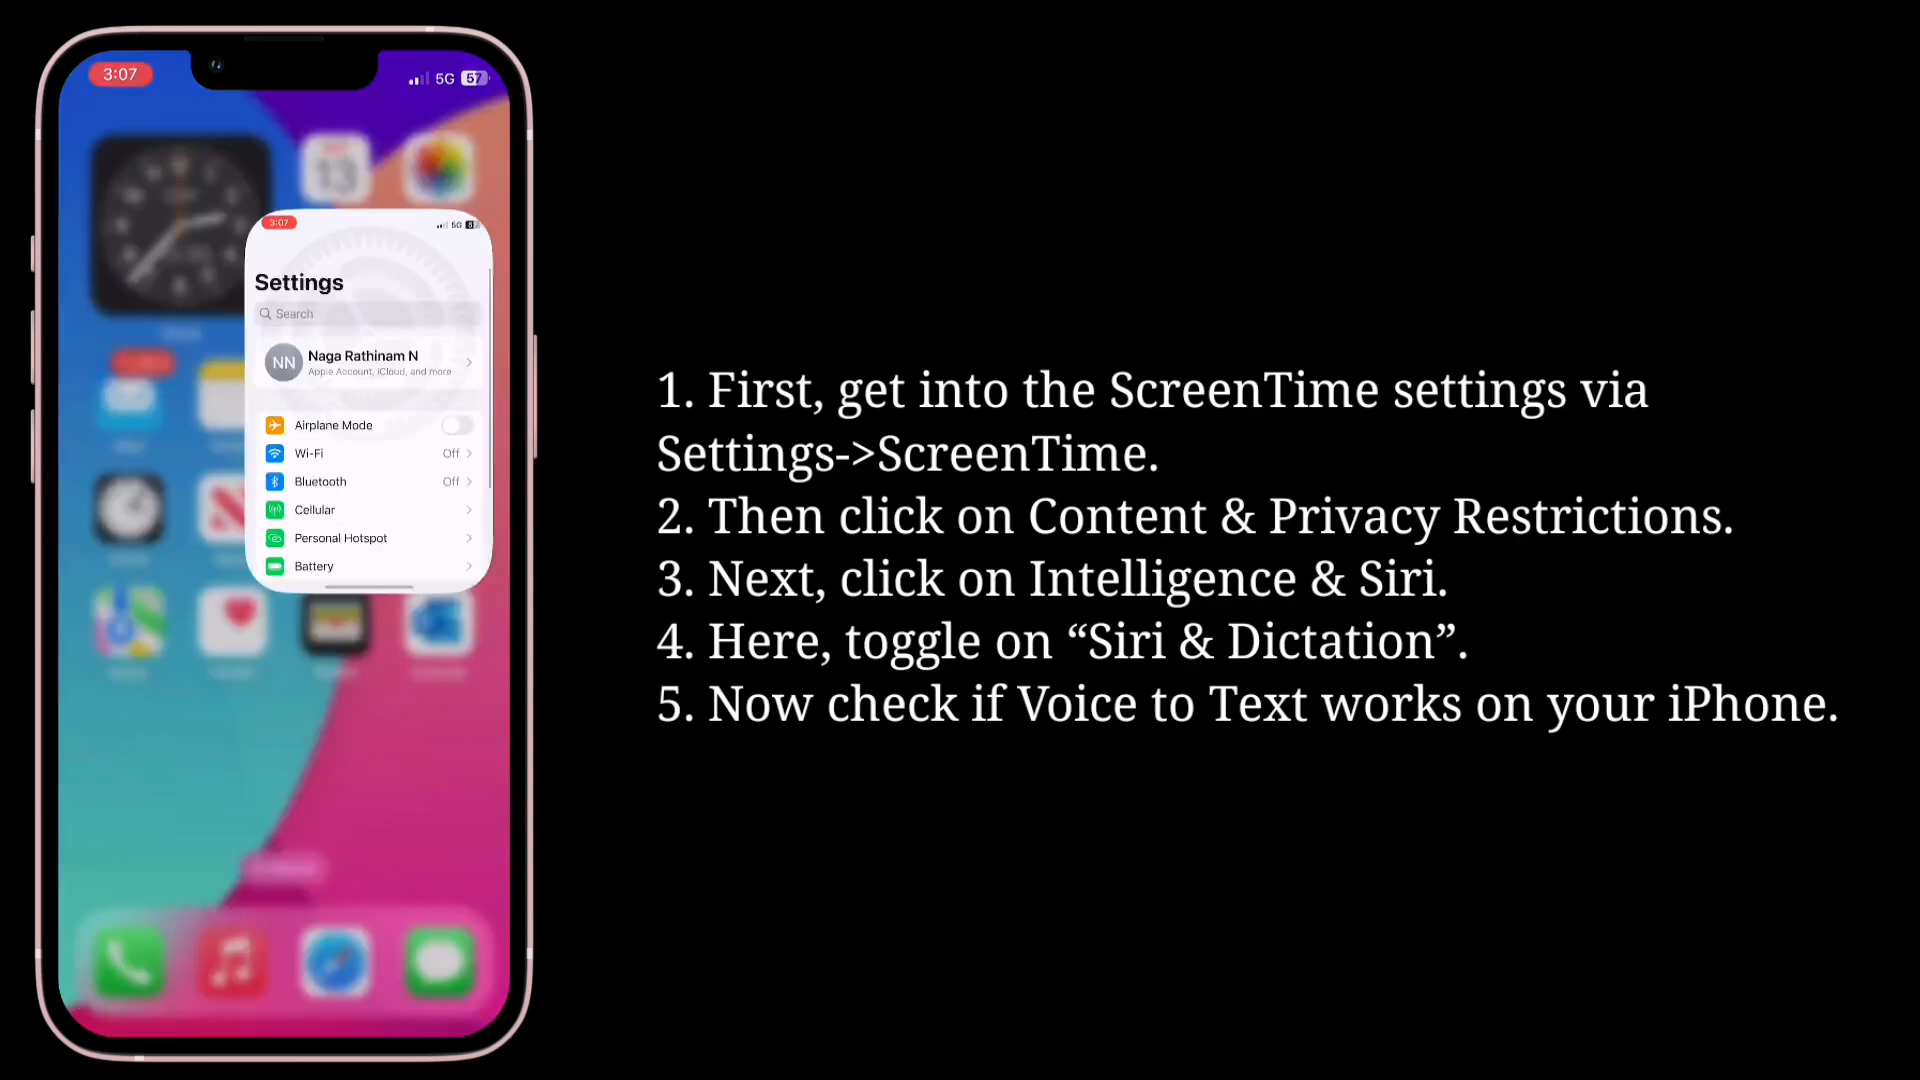 3:07
5G 57
13
3:07
5G
Settings
Search
NN
Naga Rathinam N
Apple Account, iCloud, and more
Airplane Mode
Wi-Fi Off
Bluetooth Off
Cellular
Personal Hotspot
Battery
1. First, get into the ScreenTime settings via
Settings->ScreenTime.
2. Then click on Content & Privacy Restrictions.
3. Next, click on Intelligence & Siri.
4. Here, toggle on “Siri & Dictation”.
5. Now check if Voice to Text works on your iPhone.